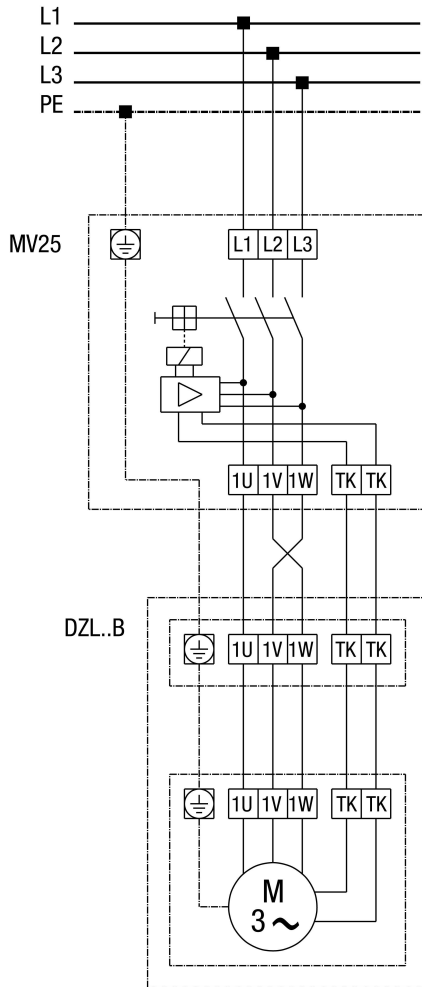 L1
L2
L3
PE
MV25
L1 L2 L3
1U 1V 1W TK TK
DZL..B
1U 1V 1W TK TK
1U 1V 1W TK TK
M
3 ~